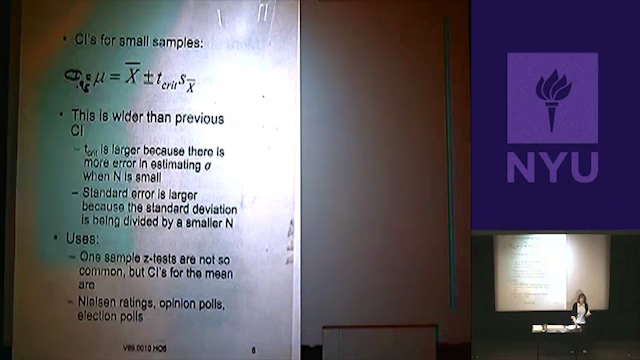 • CI's for small samples:
μ = X̄ ± t_crit s_X̄
• This is wider than previous
CI
– t_crit is larger because there is
more error in estimating σ
when N is small
– Standard error is larger
because the standard deviation
is being divided by a smaller N
• Uses:
– One sample z-tests are not so
common, but CI's for the mean
are
– Nielsen ratings, opinion polls,
election polls
V89.0010 HO6
NYU